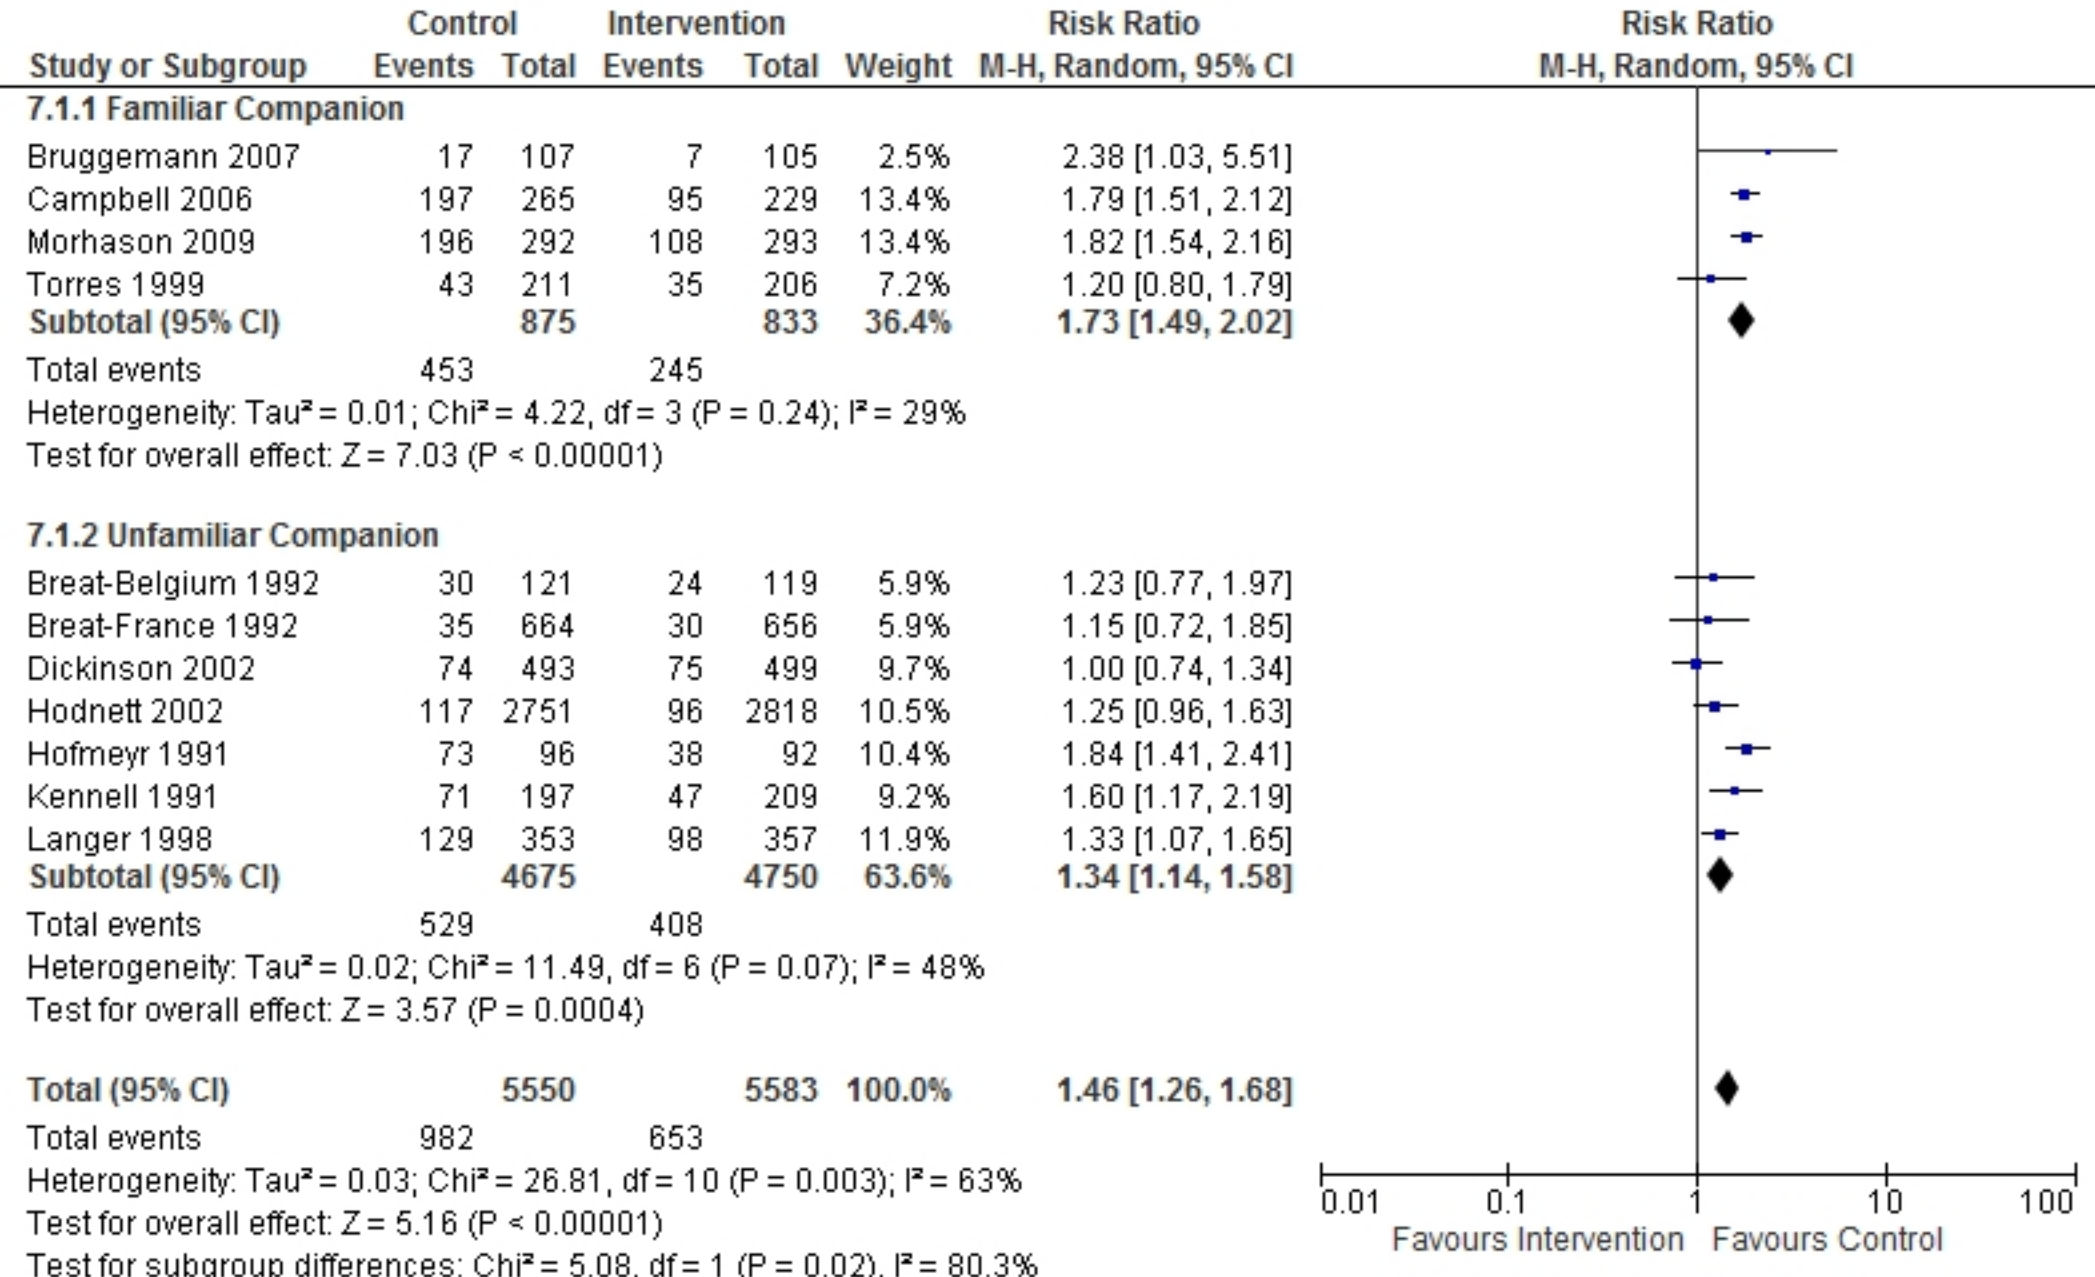 Control Intervention Risk Ratio Risk Ratio
Study or Subgroup Events Total Events Total Weight M-H, Random, 95% CI M-H, Random, 95% CI
7.1.1 Familiar Companion
Bruggemann 2007 17 107 7 105 2.5% 2.38 [1.03, 5.51]
Campbell 2006 197 265 95 229 13.4% 1.79 [1.51, 2.12]
Morhason 2009 196 292 108 293 13.4% 1.82 [1.54, 2.16]
Torres 1999 43 211 35 206 7.2% 1.20 [0.80, 1.79]
Subtotal (95% CI) 875 833 36.4% 1.73 [1.49, 2.02]
Total events 453 245
Heterogeneity: Tau² = 0.01; Chi² = 4.22, df = 3 (P = 0.24); I² = 29%
Test for overall effect: Z = 7.03 (P < 0.00001)
7.1.2 Unfamiliar Companion
Breat-Belgium 1992 30 121 24 119 5.9% 1.23 [0.77, 1.97]
Breat-France 1992 35 664 30 656 5.9% 1.15 [0.72, 1.85]
Dickinson 2002 74 493 75 499 9.7% 1.00 [0.74, 1.34]
Hodnett 2002 117 2751 96 2818 10.5% 1.25 [0.96, 1.63]
Hofmeyr 1991 73 96 38 92 10.4% 1.84 [1.41, 2.41]
Kennell 1991 71 197 47 209 9.2% 1.60 [1.17, 2.19]
Langer 1998 129 353 98 357 11.9% 1.33 [1.07, 1.65]
Subtotal (95% CI) 4675 4750 63.6% 1.34 [1.14, 1.58]
Total events 529 408
Heterogeneity: Tau² = 0.02; Chi² = 11.49, df = 6 (P = 0.07); I² = 48%
Test for overall effect: Z = 3.57 (P = 0.0004)
Total (95% CI) 5550 5583 100.0% 1.46 [1.26, 1.68]
Total events 982 653
Heterogeneity: Tau² = 0.03; Chi² = 26.81, df = 10 (P = 0.003); I² = 63%
Test for overall effect: Z = 5.16 (P < 0.00001)
Test for subgroup differences: Chi² = 5.08, df = 1 (P = 0.02), I² = 80.3%
0.01 0.1 1 10 100
Favours Intervention Favours Control